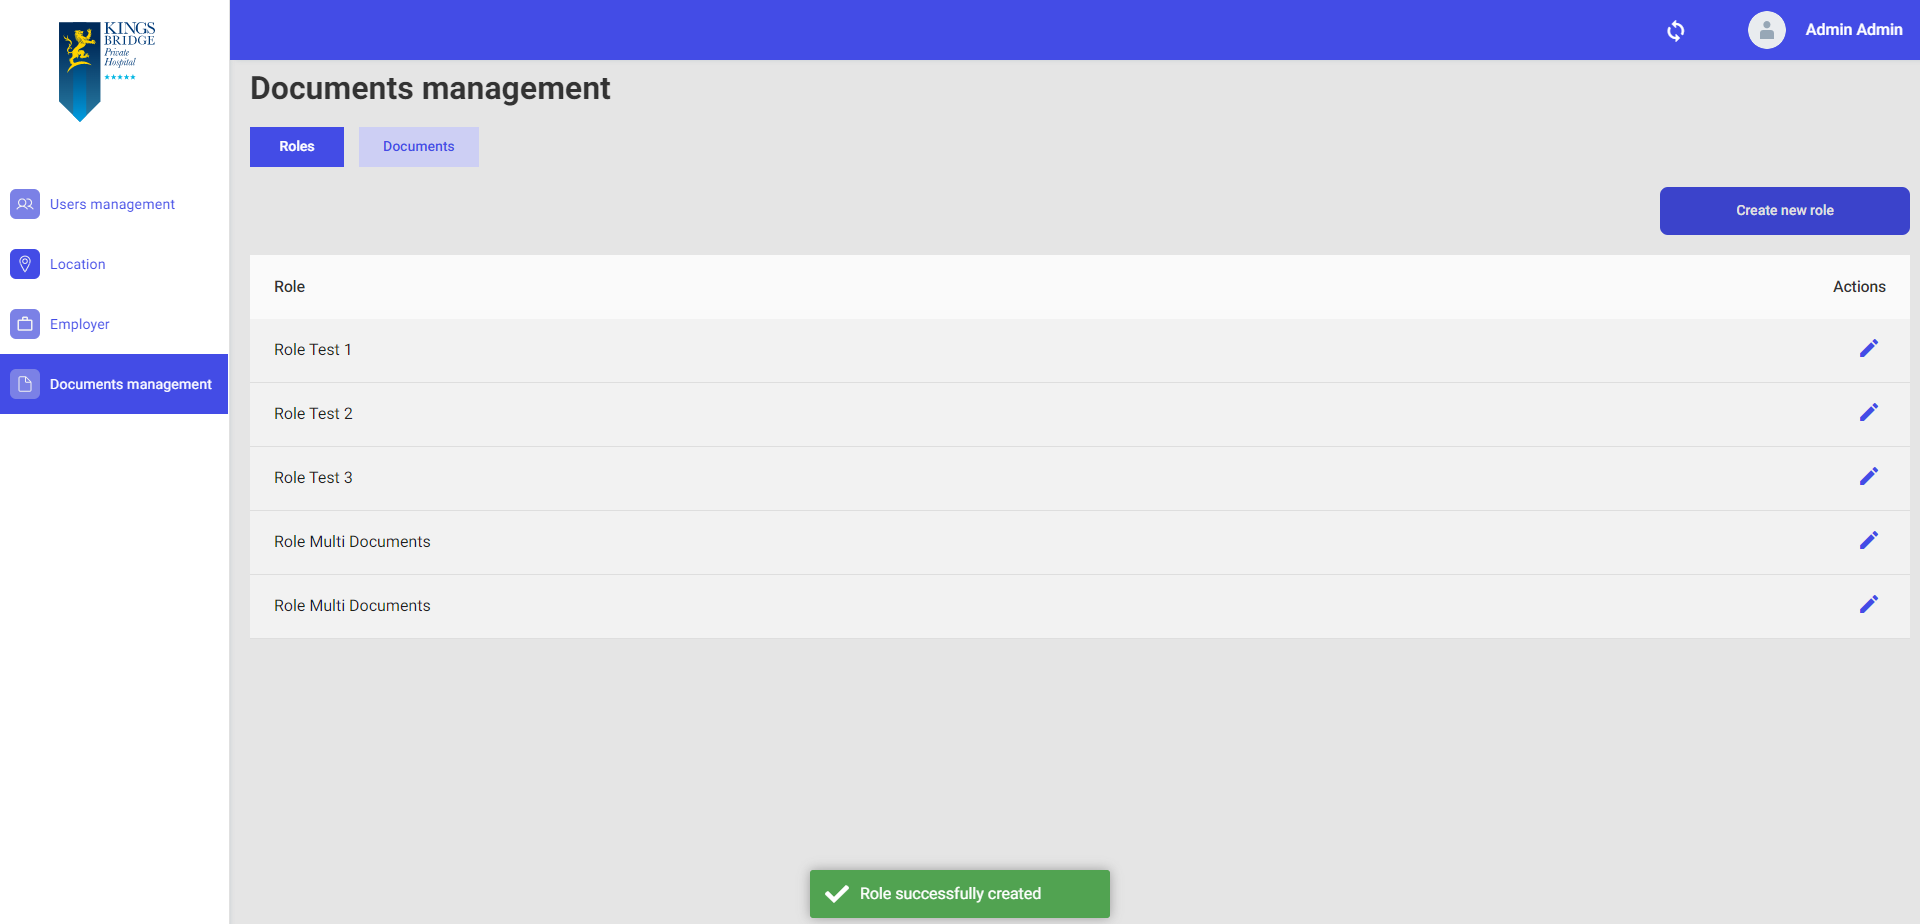 KINGS
BRIDGE
Private
Hospital
Admin Admin
Documents management
Roles
Documents
Users management
Create new role
Location
Role
Actions
Employer
Role Test 1
Documents management
Role Test 2
Role Test 3
Role Multi Documents
Role Multi Documents
Role successfully created